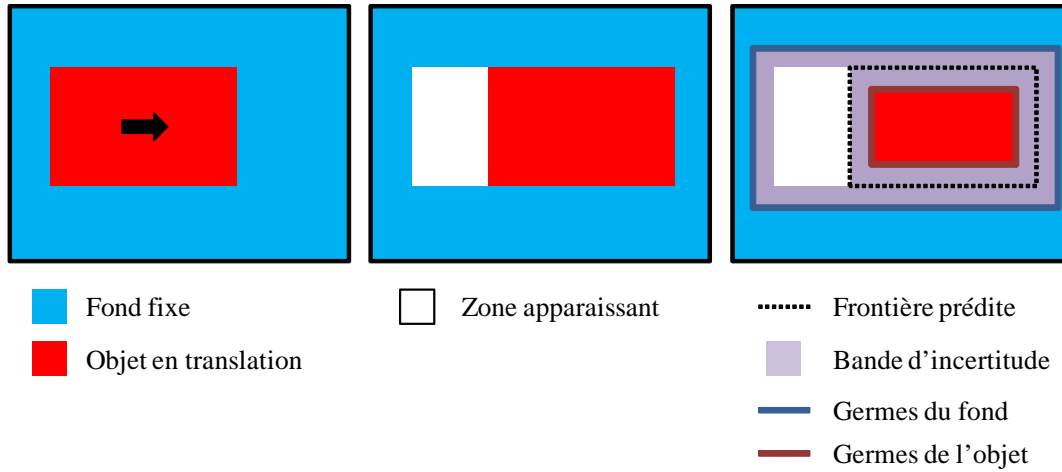 Fond fixe
Objet en translation
Zone apparaissant
Frontière prédite
Bande d’incertitude
Germes du fond
Germes de l’objet